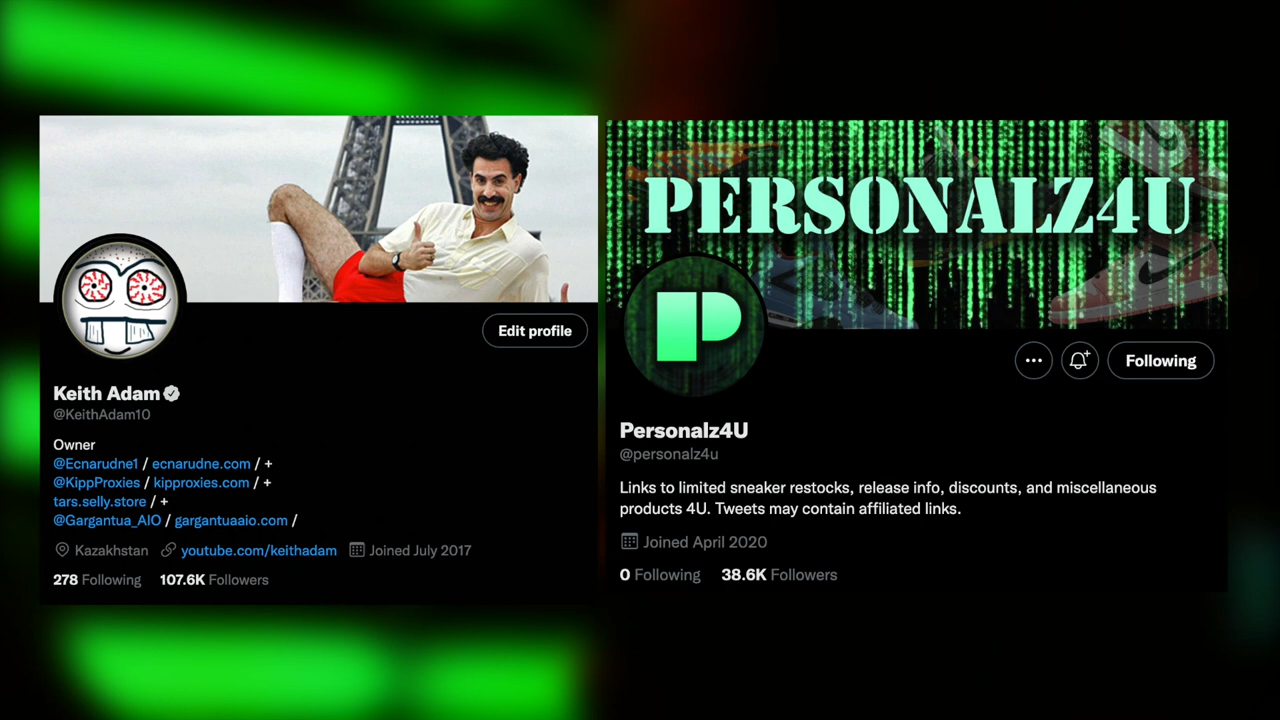 Edit profile
Keith Adam
@KeithAdam10
Owner
@Ecnarudne1 / ecnarudne.com / +
@KippProxies / kipproxies.com / +
tars.selly.store / +
@Gargantua_AIO / gargantuaaio.com /
Kazakhstan youtube.com/keithadam Joined July 2017
278 Following 107.6K Followers
PERSONALZ4U
P
Following
Personalz4U
@personalz4u
Links to limited sneaker restocks, release info, discounts, and miscellaneous
products 4U. Tweets may contain affiliated links.
Joined April 2020
0 Following 38.6K Followers